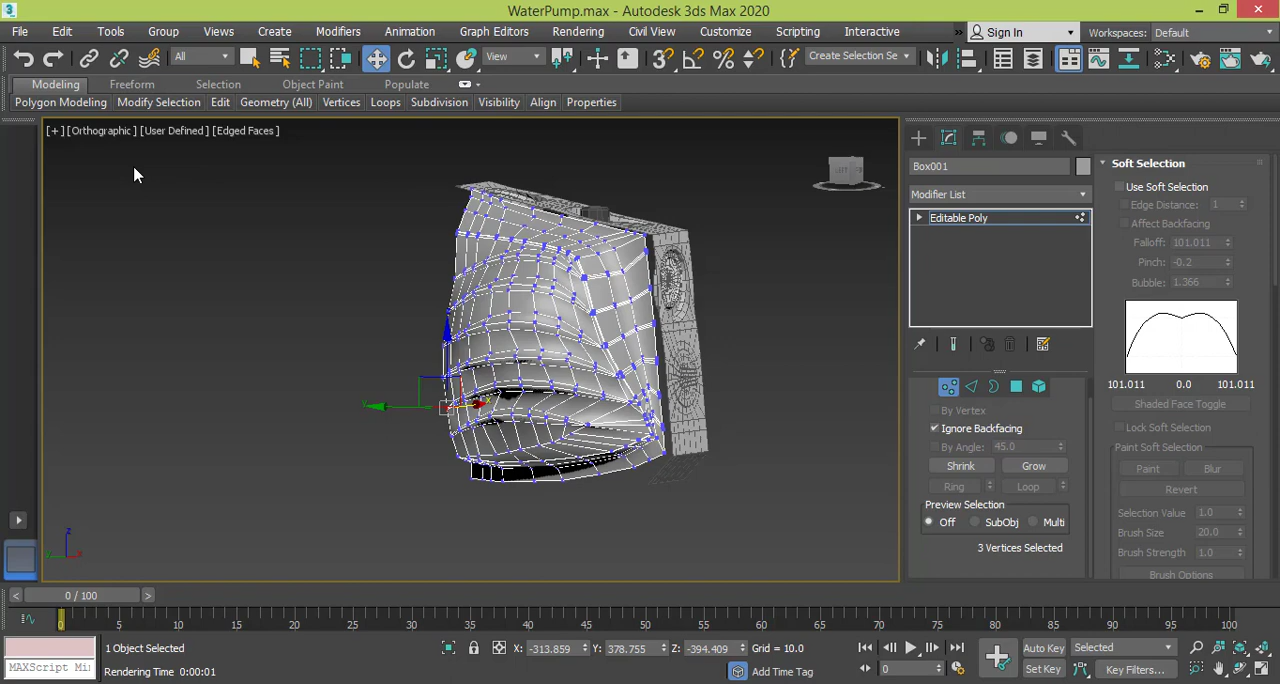 WaterPump.max - Autodesk 3ds Max 2020
File Edit Tools Group Views Create Modifiers Animation Graph Editors Rendering Civil View Customize Scripting Interactive » Sign In Workspaces: Default
All View Create Selection Se
Modeling Freeform Selection Object Paint Populate
Polygon Modeling Modify Selection Edit Geometry (All) Vertices Loops Subdivision Visibility Align Properties
[+] [Orthographic] [User Defined] [Edged Faces]
Box001
Modifier List
Editable Poly
By Vertex
Ignore Backfacing
By Angle: 45.0
Shrink Grow
Ring Loop
Preview Selection
Off SubObj Multi
3 Vertices Selected
Soft Selection
Use Soft Selection
Edge Distance: 1
Affect Backfacing
Falloff: 101.011
Pinch: -0.2
Bubble: 1.366
101.011 0.0 101.011
Shaded Face Toggle
Lock Soft Selection
Paint Soft Selection
Paint Blur
Revert
Selection Value 1.0
Brush Size 20.0
Brush Strength 1.0
Brush Options
z
x
y
< 0 / 100 >
0 5 10 15 20 25 30 35 40 45 50 55 60 65 70 75 80 85 90 95 100
1 Object Selected X: -313.859 Y: 378.755 Z: -394.409 Grid = 10.0 Auto Key Selected
MAXScript Mi Rendering Time 0:00:01 Add Time Tag 0 Set Key Key Filters...